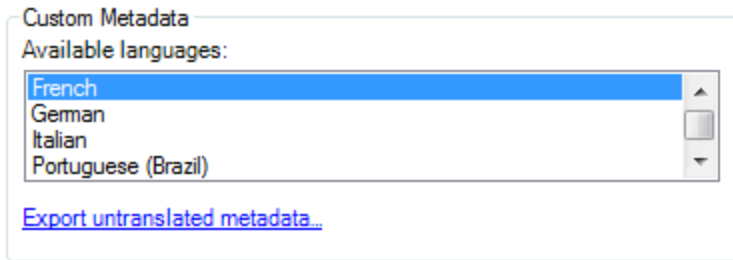 Custom Metadata
Available languages:
French
German
Italian
Portuguese (Brazil)
Export untranslated metadata...